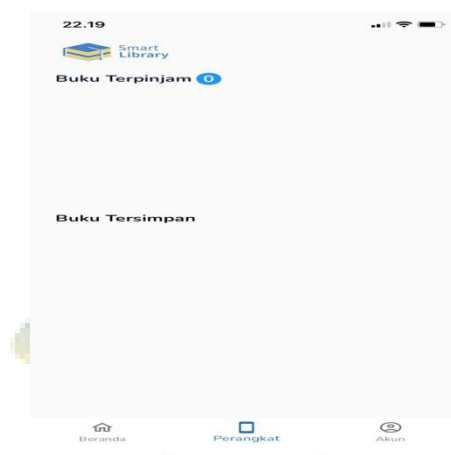 22.19
Smart
Library
Buku Terpinjam 0
Buku Tersimpan
Beranda Perangkat Akun